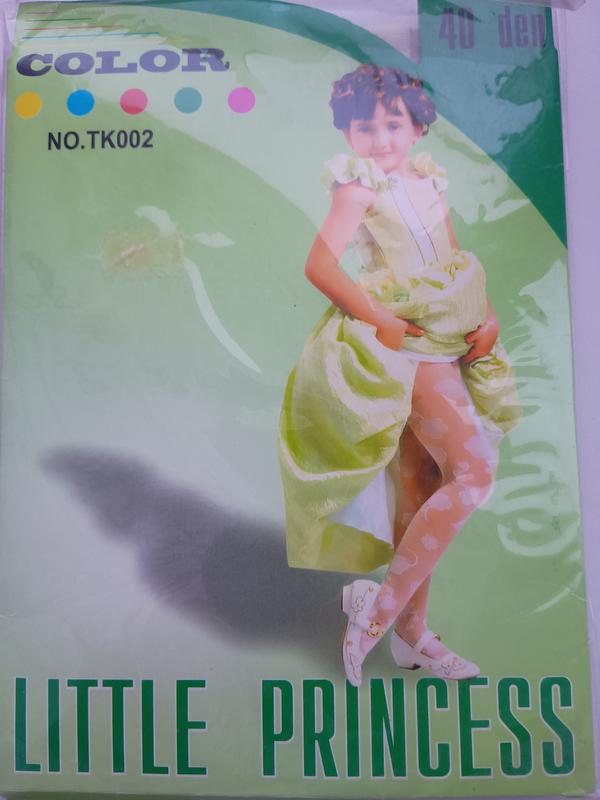 40 den
COLOR
NO.TK002
LITTLE PRINCESS